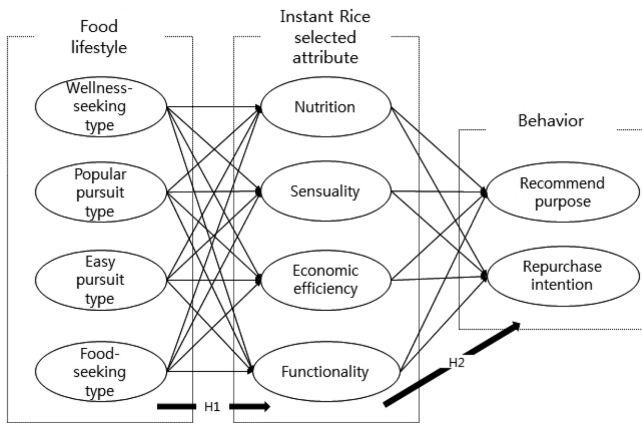 Food
lifestyle
Wellness-
seeking
type
Popular
pursuit
type
Easy
pursuit
type
Food-
seeking
type
H1
Instant Rice
selected
attribute
Nutrition
Sensuality
Economic
efficiency
Functionality
H2
Behavior
Recommend
purpose
Repurchase
intention